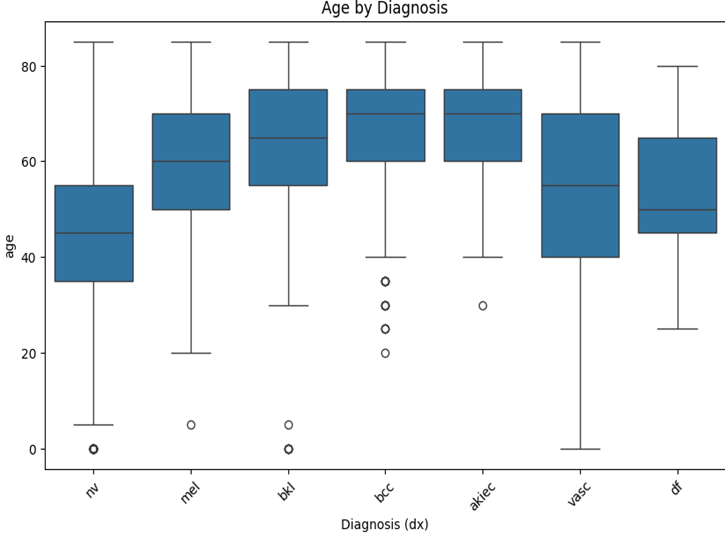 Age by Diagnosis
80
60
40
20
0
age
nv
mel
bkl
bcc
akiec
vasc
df
Diagnosis (dx)